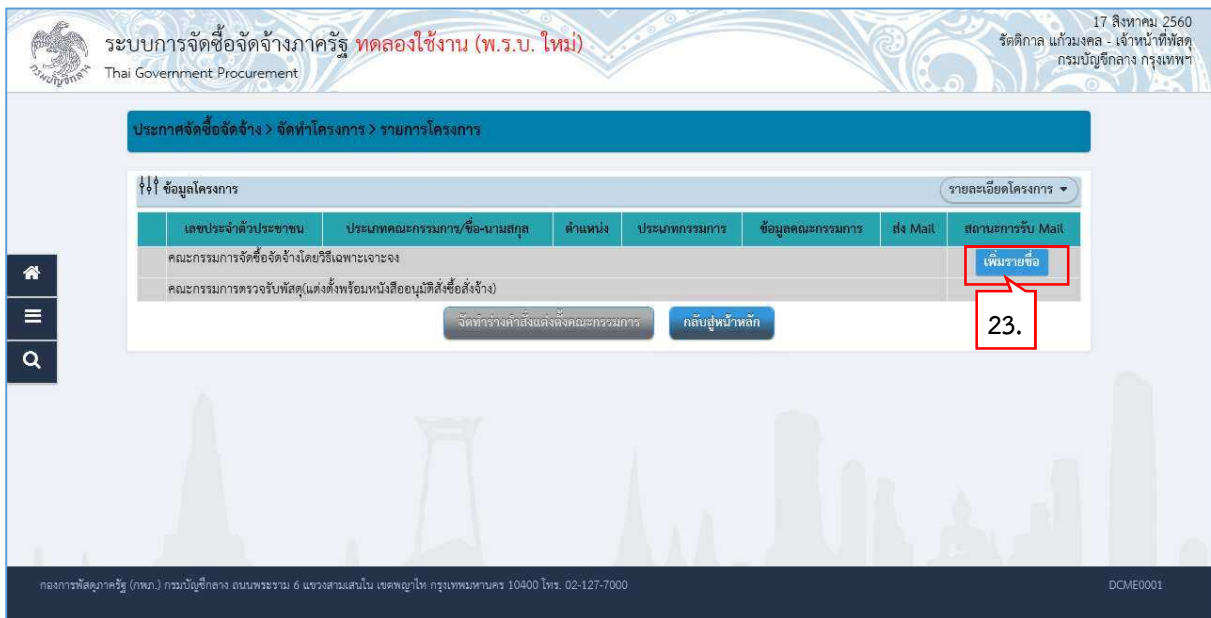 17 สิงหาคม 2560
ระบบการจัดซื้อจัดจ้างภาครัฐ ทดลองใช้งาน (พ.ร.บ. ใหม่)
รัตติกาล แก้วมงคล - เจ้าหน้าที่พัสดุ
Thai Government Procurement
กรมบัญชีกลาง กรุงเทพฯ
กรมบัญชีกลาง
ประกาศจัดซื้อจัดจ้าง > จัดทำโครงการ > รายการโครงการ
ข้อมูลโครงการ รายละเอียดโครงการ
เลขประจำตัวประชาชน ประเภทคณะกรรมการ/ชื่อ-นามสกุล ตำแหน่ง ประเภทกรรมการ ข้อมูลคณะกรรมการ ส่ง Mail สถานะการรับ Mail
คณะกรรมการจัดซื้อจัดจ้างโดยวิธีเฉพาะเจาะจง เพิ่มรายชื่อ
คณะกรรมการตรวจรับพัสดุ(แต่งตั้งพร้อมหนังสืออนุมัติสั่งซื้อสั่งจ้าง)
จัดทำร่างคำสั่งแต่งตั้งคณะกรรมการ กลับสู่หน้าหลัก
23.
กองการพัสดุภาครัฐ (กพภ.) กรมบัญชีกลาง ถนนพระราม 6 แขวงสามเสนใน เขตพญาไท กรุงเทพมหานคร 10400 โทร. 02-127-7000 DCME0001